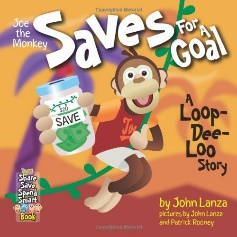 Joe
the Monkey
Saves For A
Goal
SAVE
Joe
A
Loop-
Dee-
Loo
Story
Share
Save
Spend
Smart
Book
by John Lanza
pictures by John Lanza
and Patrick Rooney